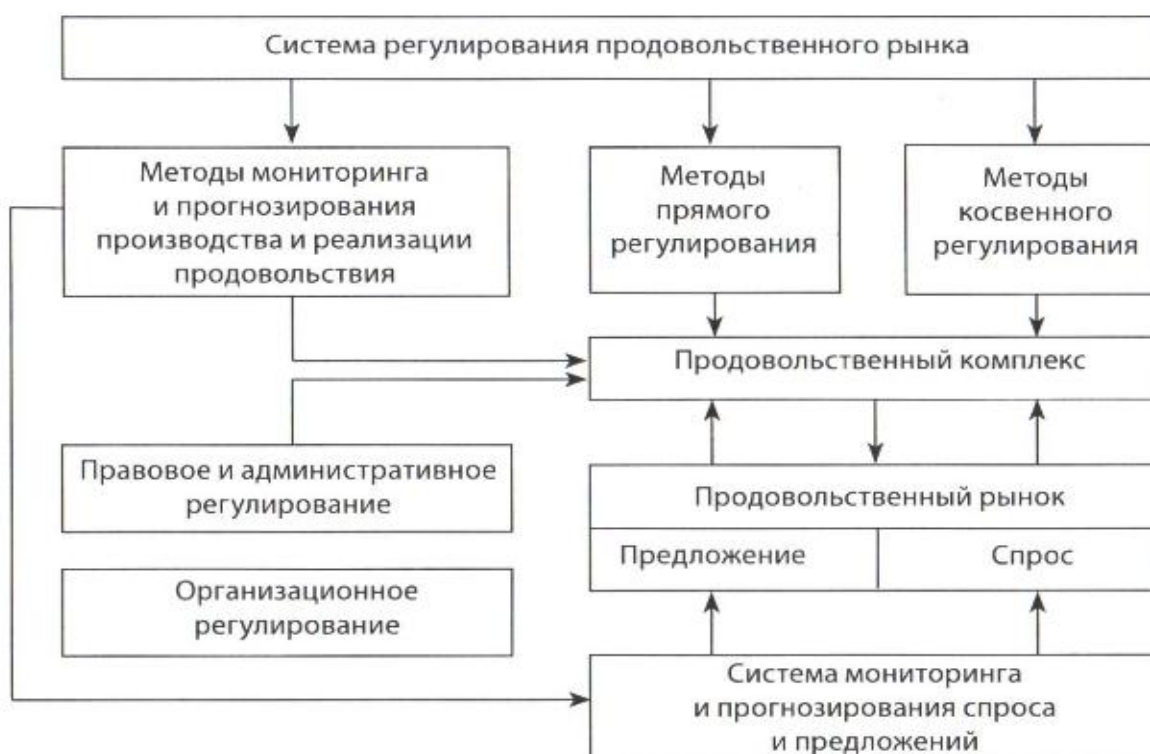 Система регулирования продовольственного рынка
Методы мониторинга
и прогнозирования
производства и реализации
продовольствия
Методы
прямого
регулирования
Методы
косвенного
регулирования
Продовольственный комплекс
Правовое и административное
регулирование
Продовольственный рынок
Предложение
Спрос
Организационное
регулирование
Система мониторинга
и прогнозирования спроса
и предложений